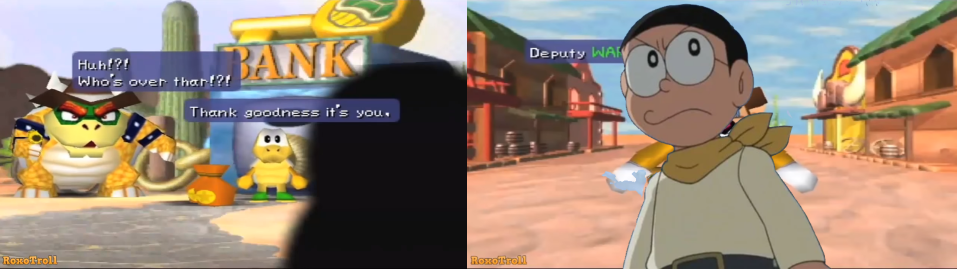 Huh!?!
Who's over thar!?!
BANK
Thank goodness it's you,
RoxoTroll
Deputy WAR
RoxoTroll